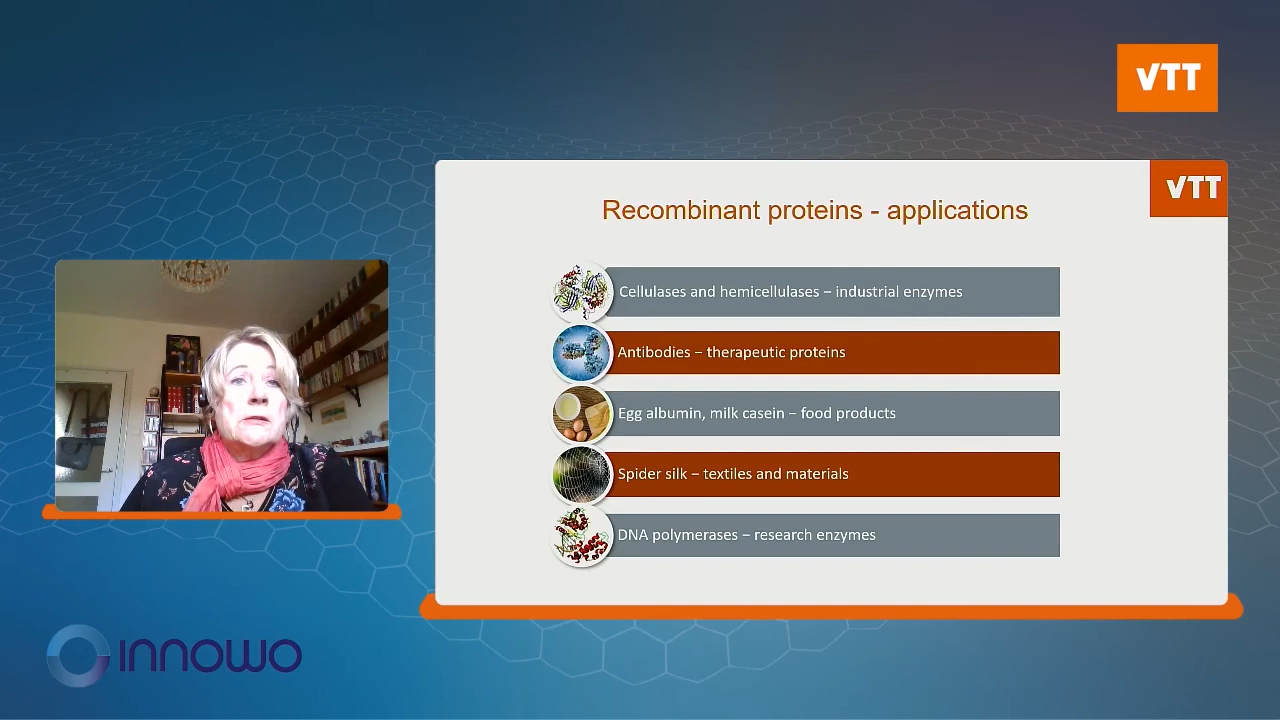 VTT
VTT
Recombinant proteins - applications
Cellulases and hemicellulases – industrial enzymes
Antibodies – therapeutic proteins
Egg albumin, milk casein – food products
Spider silk – textiles and materials
DNA polymerases – research enzymes
INNOWO